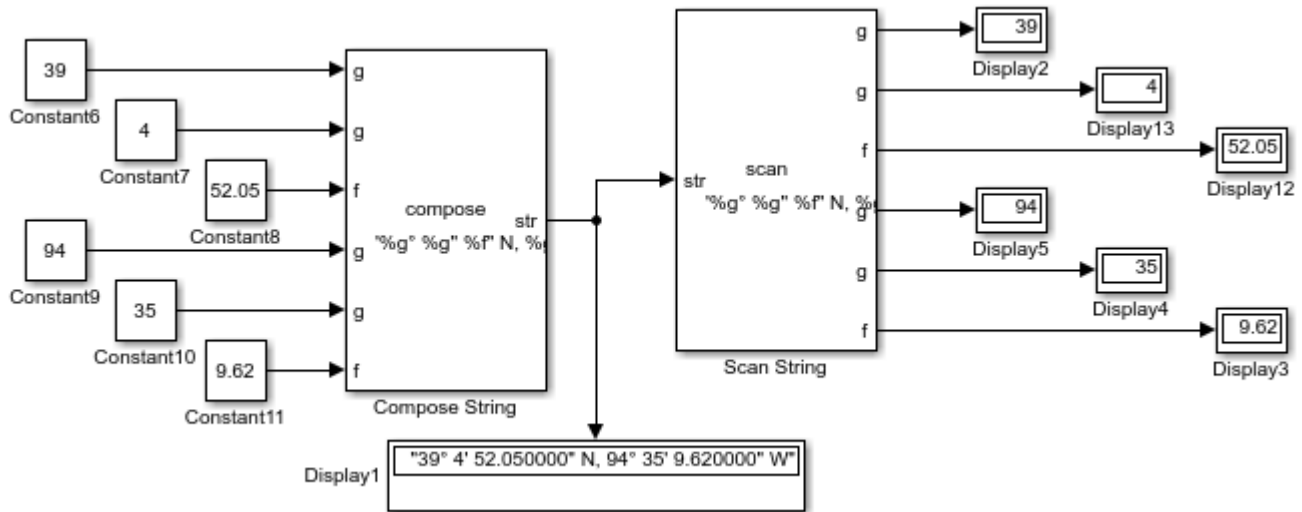 39
Constant6
4
Constant7
52.05
Constant8
94
Constant9
35
Constant10
9.62
Constant11
g
g
f
g
g
f
compose
"%g° %g" %f" N, %g
str
Compose String
"39° 4' 52.050000" N, 94° 35' 9.620000" W"
Display1
str
scan
"%g° %g" %f" N, %g
g
g
f
g
g
f
Scan String
39
Display2
4
Display13
52.05
Display12
94
Display5
35
Display4
9.62
Display3